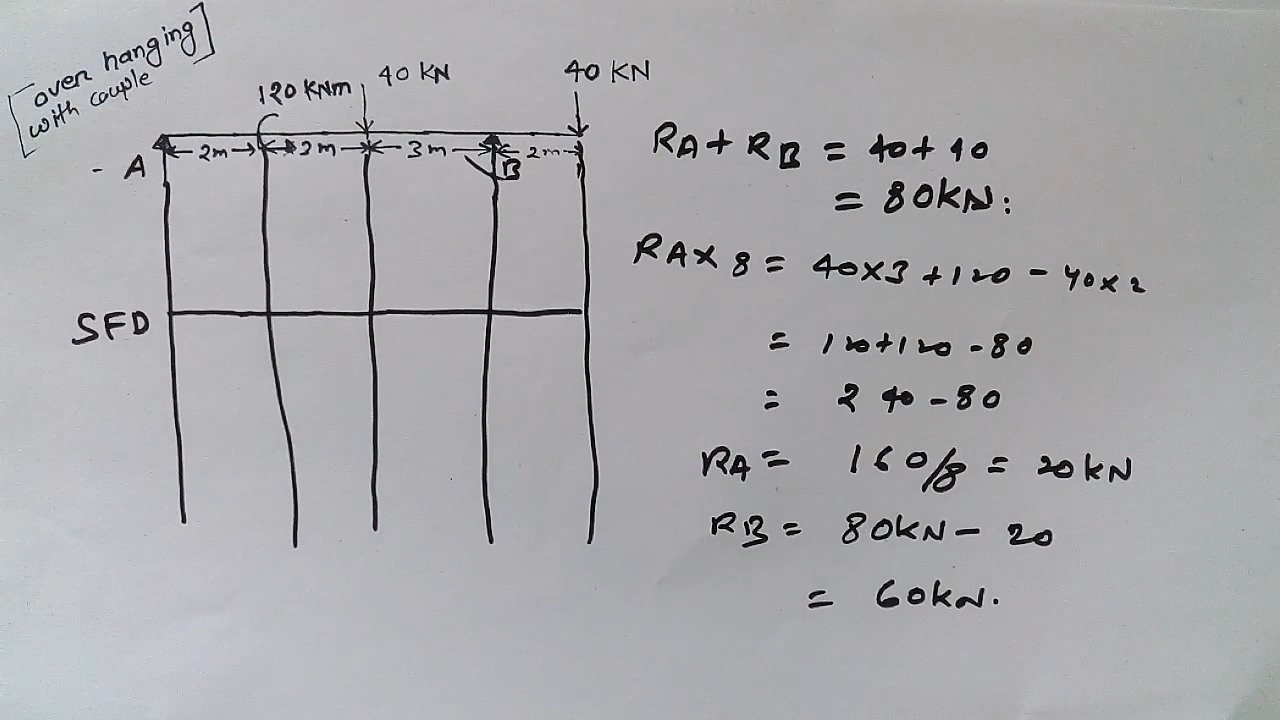 [over hanging]
with couple
120 KNm
40 KN
40 KN
- A
2m
2m
3m
B
2m
SFD
RA + RB = 40 + 40
= 80KN.
RA x 8 = 40x3 + 120 - 40x2
= 120+120 - 80
= 240 - 80
RA = 160/8 = 20KN
RB = 80KN - 20
= 60KN.